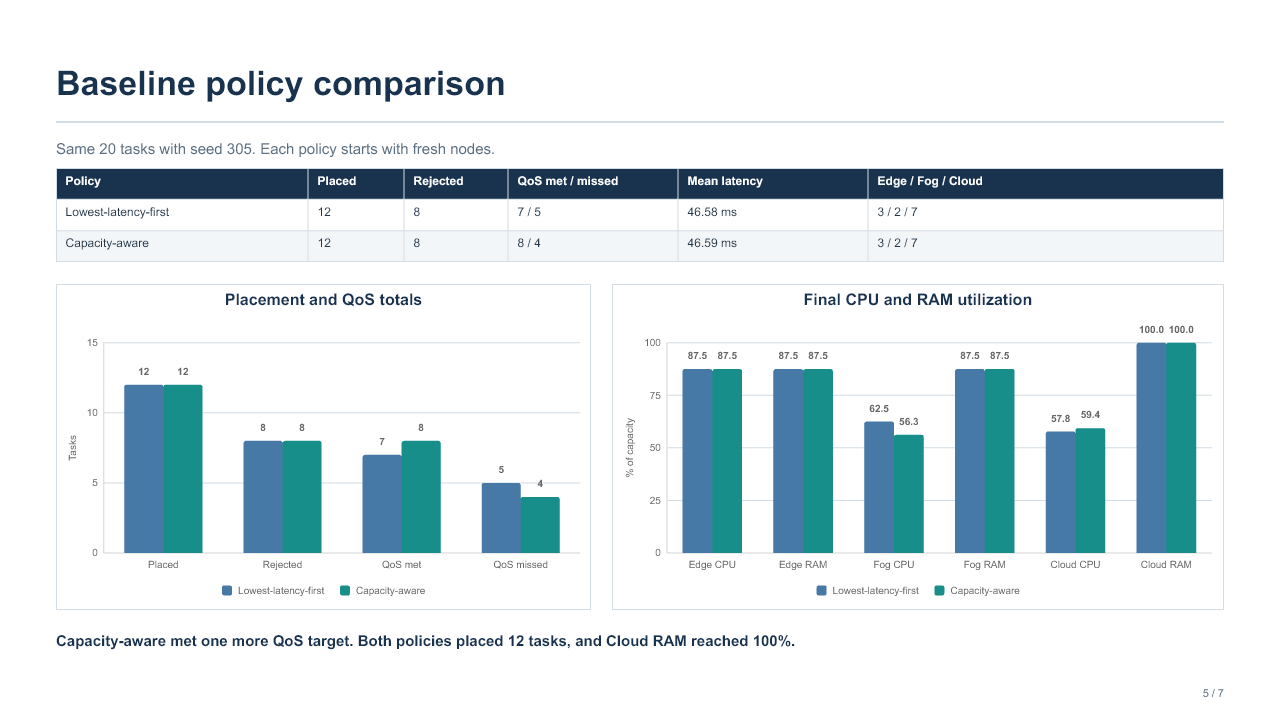 Baseline policy comparison
Same 20 tasks with seed 305. Each policy starts with fresh nodes.
Policy Placed Rejected QoS met / missed Mean latency Edge / Fog / Cloud
Lowest-latency-first 12 8 7 / 5 46.58 ms 3 / 2 / 7
Capacity-aware 12 8 8 / 4 46.59 ms 3 / 2 / 7
Placement and QoS totals
15
10
5
0
Tasks
12 12 8 8 7 8 5 4
Placed Rejected QoS met QoS missed
Lowest-latency-first Capacity-aware
Final CPU and RAM utilization
100
75
50
25
0
% of capacity
87.5 87.5 87.5 87.5 62.5 56.3 87.5 87.5 57.8 59.4 100.0 100.0
Edge CPU Edge RAM Fog CPU Fog RAM Cloud CPU Cloud RAM
Lowest-latency-first Capacity-aware
Capacity-aware met one more QoS target. Both policies placed 12 tasks, and Cloud RAM reached 100%.
5 / 7